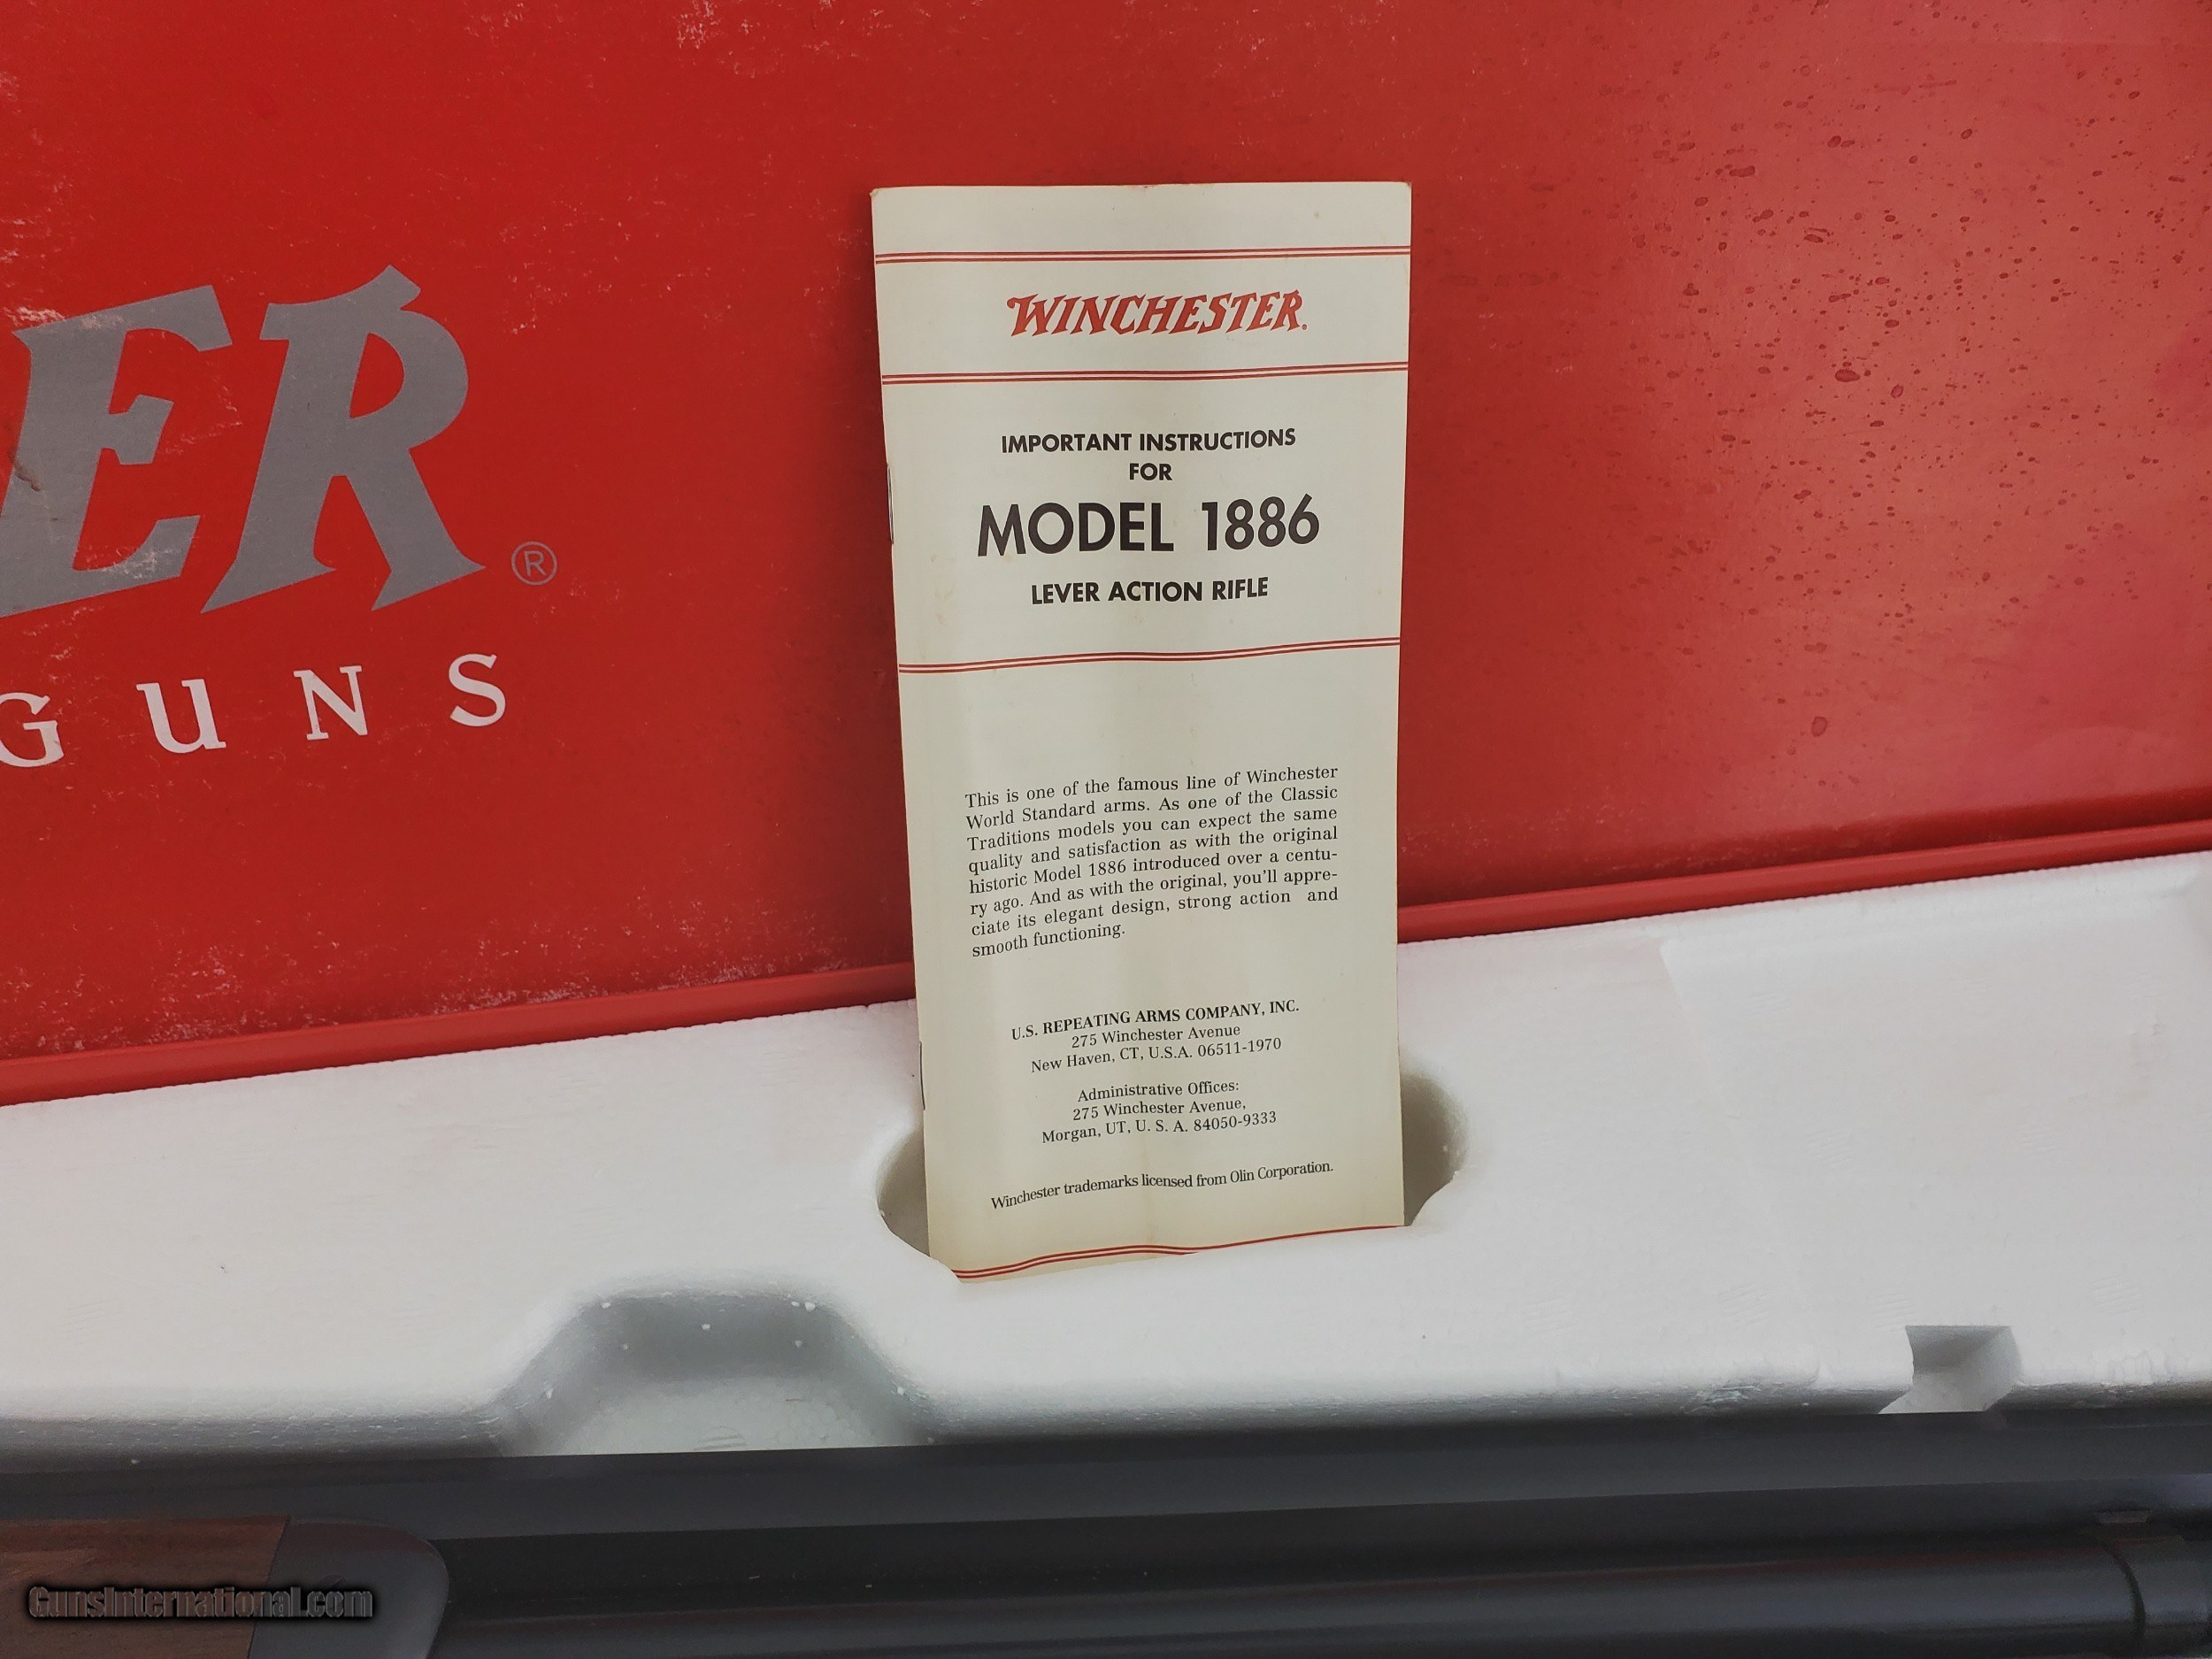 ER ®
GUNS
WINCHESTER®
IMPORTANT INSTRUCTIONS
FOR
MODEL 1886
LEVER ACTION RIFLE
This is one of the famous line of Winchester
World Standard arms. As one of the Classic
Traditions models you can expect the same
quality and satisfaction as with the original
historic Model 1886 introduced over a centu-
ry ago. And as with the original, you'll appre-
ciate its elegant design, strong action and
smooth functioning.
U.S. REPEATING ARMS COMPANY, INC.
275 Winchester Avenue
New Haven, CT, U.S.A. 06511-1970
Administrative Offices:
275 Winchester Avenue,
Morgan, UT, U. S. A. 84050-9333
Winchester trademarks licensed from Olin Corporation.
GunsInternational.com